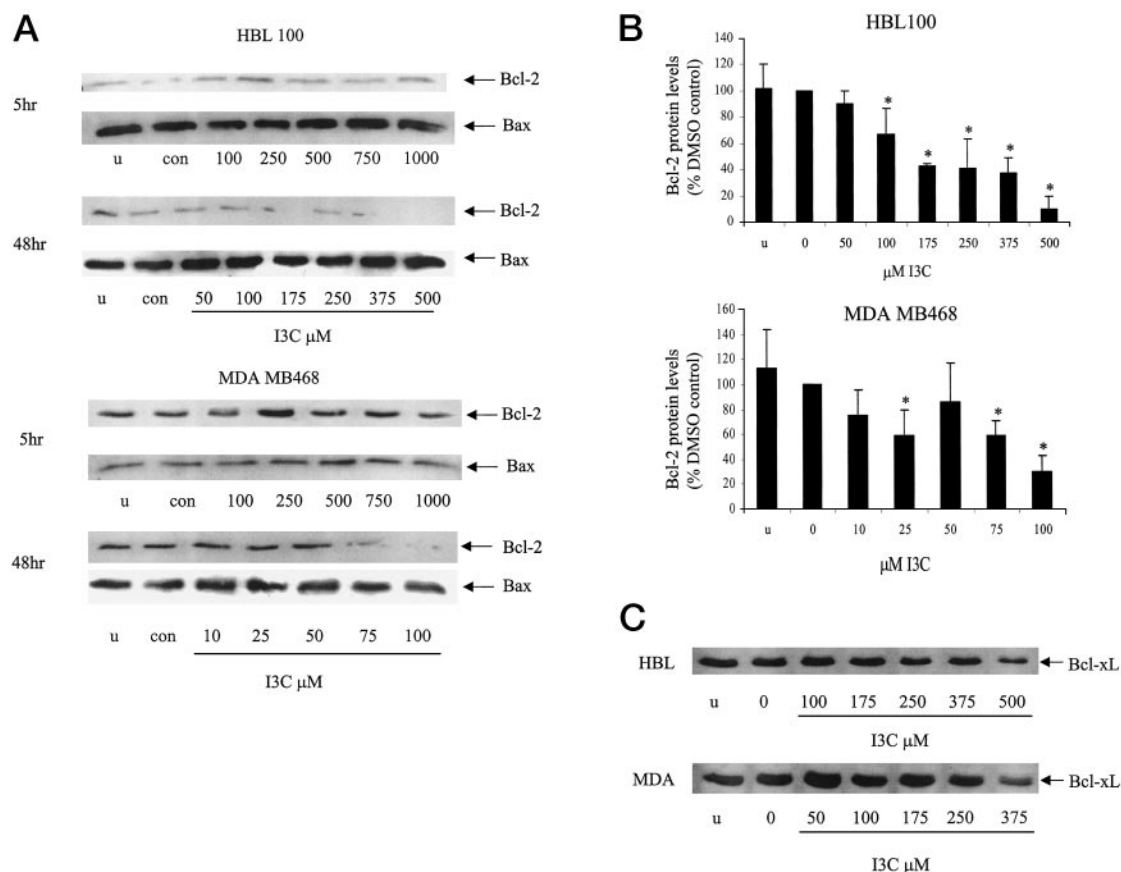 A
HBL 100
5hr
Bcl-2
Bax
u con 100 250 500 750 1000
48hr
Bcl-2
Bax
u con 50 100 175 250 375 500
I3C μM
MDA MB468
5hr
Bcl-2
Bax
u con 100 250 500 750 1000
48hr
Bcl-2
Bax
u con 10 25 50 75 100
I3C μM
B
HBL100
Bcl-2 protein levels
(% DMSO control)
140
120
100
80
60
40
20
0
* * * * *
u 0 50 100 175 250 375 500
μM I3C
MDA MB468
Bcl-2 protein levels
(% DMSO control)
160
140
120
100
80
60
40
20
0
* * *
u 0 10 25 50 75 100
μM I3C
C
HBL Bcl-xL
u 0 100 175 250 375 500
I3C μM
MDA Bcl-xL
u 0 50 100 175 250 375
I3C μM